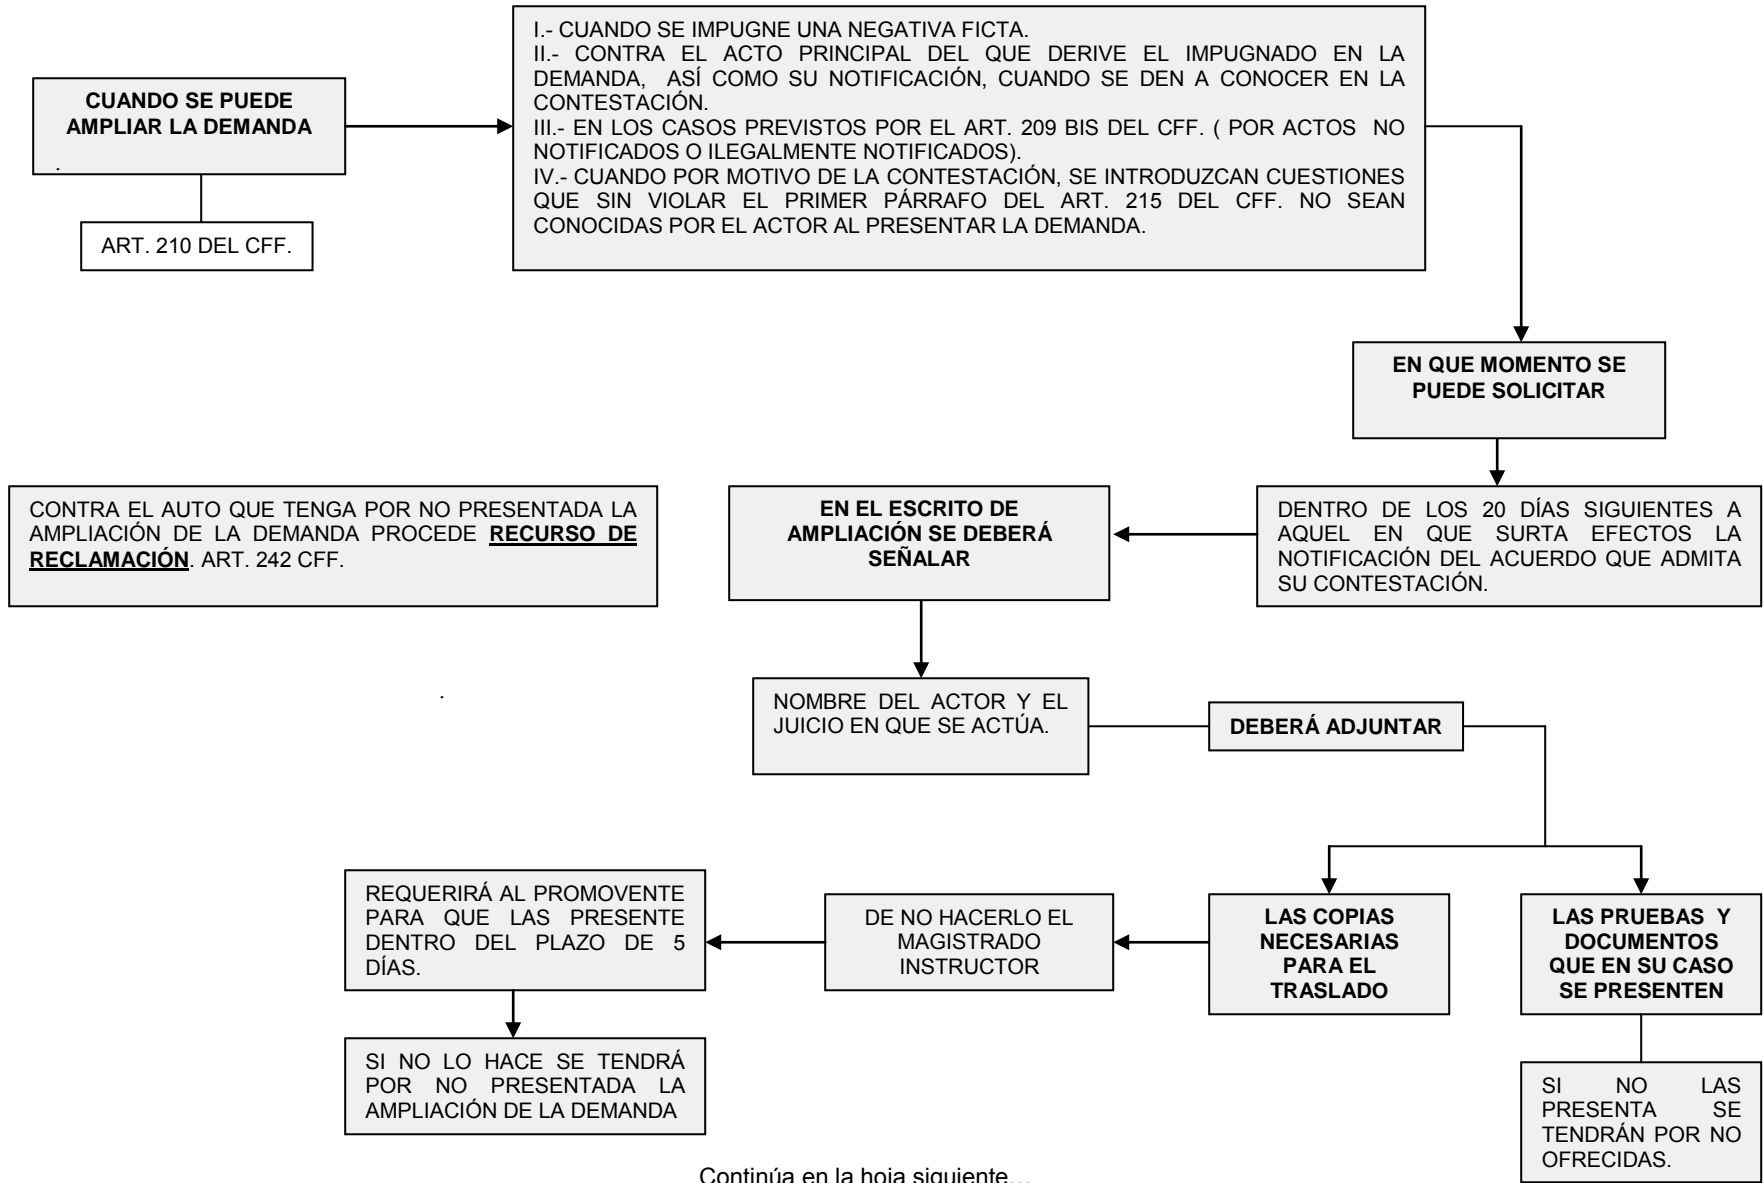 CUANDO SE PUEDE
AMPLIAR LA DEMANDA
.
ART. 210 DEL CFF.
I.- CUANDO SE IMPUGNE UNA NEGATIVA FICTA.
II.- CONTRA EL ACTO PRINCIPAL DEL QUE DERIVE EL IMPUGNADO EN LA
DEMANDA, ASÍ COMO SU NOTIFICACIÓN, CUANDO SE DEN A CONOCER EN LA
CONTESTACIÓN.
III.- EN LOS CASOS PREVISTOS POR EL ART. 209 BIS DEL CFF. ( POR ACTOS NO
NOTIFICADOS O ILEGALMENTE NOTIFICADOS).
IV.- CUANDO POR MOTIVO DE LA CONTESTACIÓN, SE INTRODUZCAN CUESTIONES
QUE SIN VIOLAR EL PRIMER PÁRRAFO DEL ART. 215 DEL CFF. NO SEAN
CONOCIDAS POR EL ACTOR AL PRESENTAR LA DEMANDA.
EN QUE MOMENTO SE
PUEDE SOLICITAR
DENTRO DE LOS 20 DÍAS SIGUIENTES A
AQUEL EN QUE SURTA EFECTOS LA
NOTIFICACIÓN DEL ACUERDO QUE ADMITA
SU CONTESTACIÓN.
EN EL ESCRITO DE
AMPLIACIÓN SE DEBERÁ
SEÑALAR
CONTRA EL AUTO QUE TENGA POR NO PRESENTADA LA
AMPLIACIÓN DE LA DEMANDA PROCEDE RECURSO DE
RECLAMACIÓN. ART. 242 CFF.
.
NOMBRE DEL ACTOR Y EL
JUICIO EN QUE SE ACTÚA.
DEBERÁ ADJUNTAR
LAS COPIAS
NECESARIAS
PARA EL
TRASLADO
LAS PRUEBAS Y
DOCUMENTOS
QUE EN SU CASO
SE PRESENTEN
DE NO HACERLO EL
MAGISTRADO
INSTRUCTOR
REQUERIRÁ AL PROMOVENTE
PARA QUE LAS PRESENTE
DENTRO DEL PLAZO DE 5
DÍAS.
SI NO LO HACE SE TENDRÁ
POR NO PRESENTADA LA
AMPLIACIÓN DE LA DEMANDA
SI NO LAS
PRESENTA SE
TENDRÁN POR NO
OFRECIDAS.
Continúa en la hoja siguiente…